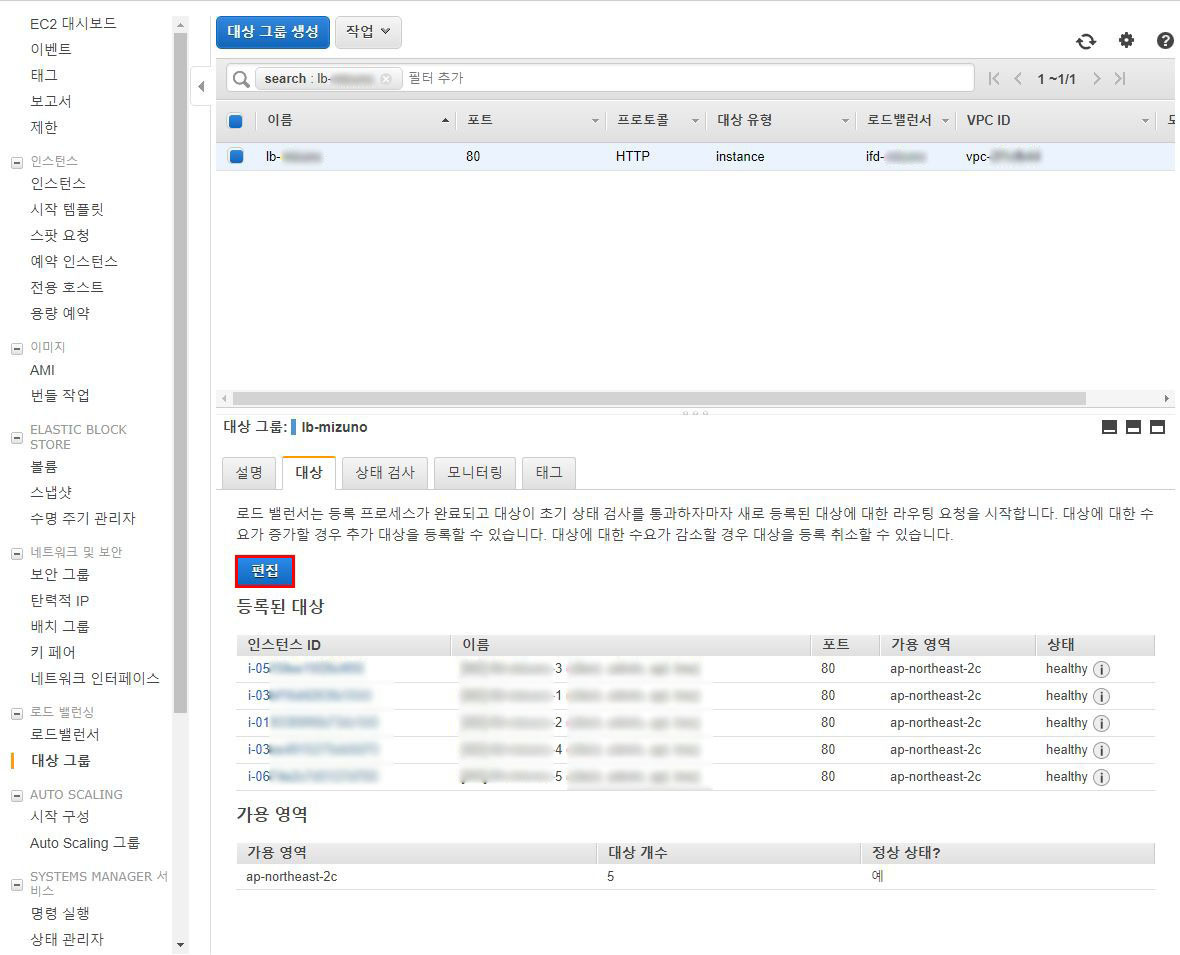 EC2 대시보드
이벤트
태그
보고서
제한
인스턴스
인스턴스
시작 템플릿
스팟 요청
예약 인스턴스
전용 호스트
용량 예약
이미지
AMI
번들 작업
ELASTIC BLOCK
STORE
볼륨
스냅샷
수명 주기 관리자
네트워크 및 보안
보안 그룹
탄력적 IP
배치 그룹
키 페어
네트워크 인터페이스
로드 밸런싱
로드밸런서
대상 그룹
AUTO SCALING
시작 구성
Auto Scaling 그룹
SYSTEMS MANAGER 서
비스
명령 실행
상태 관리자
대상 그룹 생성 작업
search : lb- 필터 추가 1 ~1/1
이름 포트 프로토콜 대상 유형 로드밸런서 VPC ID
lb- 80 HTTP instance ifd- vpc-
대상 그룹: lb-mizuno
설명 대상 상태 검사 모니터링 태그
로드 밸런서는 등록 프로세스가 완료되고 대상이 초기 상태 검사를 통과하자마자 새로 등록된 대상에 대한 라우팅 요청을 시작합니다. 대상에 대한 수
요가 증가할 경우 추가 대상을 등록할 수 있습니다. 대상에 대한 수요가 감소할 경우 대상을 등록 취소할 수 있습니다.
편집
등록된 대상
인스턴스 ID 이름 포트 가용 영역 상태
i-05 3 80 ap-northeast-2c healthy
i-03 -1 80 ap-northeast-2c healthy
i-01 -2 80 ap-northeast-2c healthy
i-03 4 80 ap-northeast-2c healthy
i-06 5 80 ap-northeast-2c healthy
가용 영역
가용 영역 대상 개수 정상 상태?
ap-northeast-2c 5 예